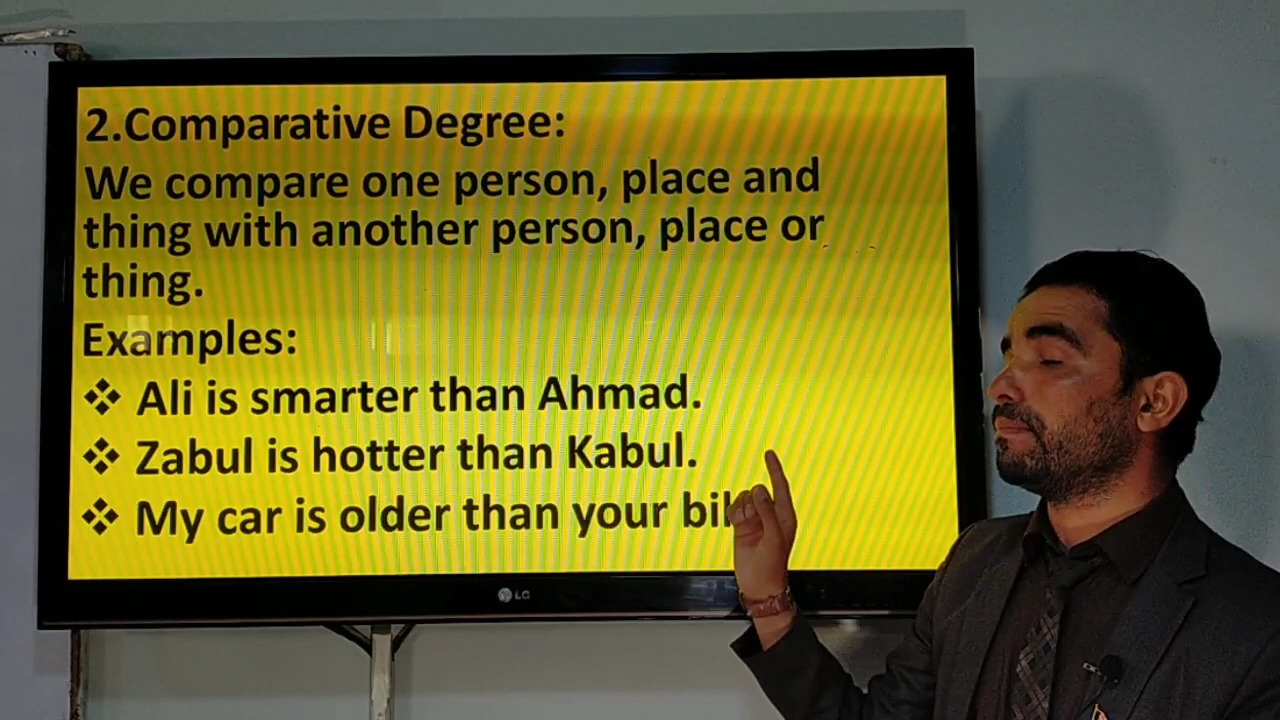 2.Comparative Degree:
We compare one person, place and
thing with another person, place or
thing.
Examples:
❖ Ali is smarter than Ahmad.
❖ Zabul is hotter than Kabul.
❖ My car is older than your
LG